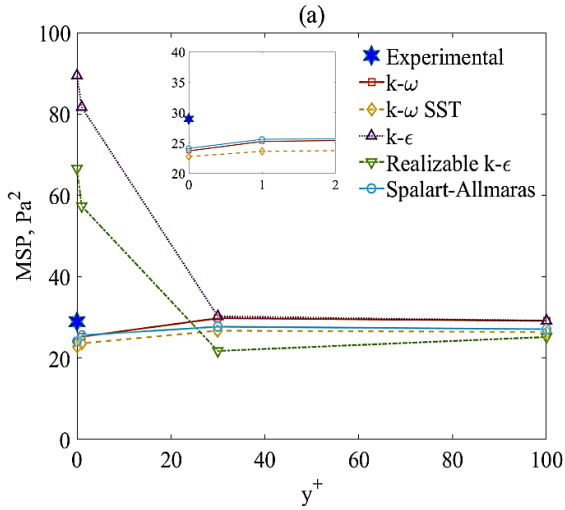 (a)
MSP, Pa²
100
80
60
40
20
0
0
20
40
60
80
100
y⁺
40
35
30
25
20
0
1
2
Experimental
k-ω
k-ω SST
k-ϵ
Realizable k-ϵ
Spalart-Allmaras